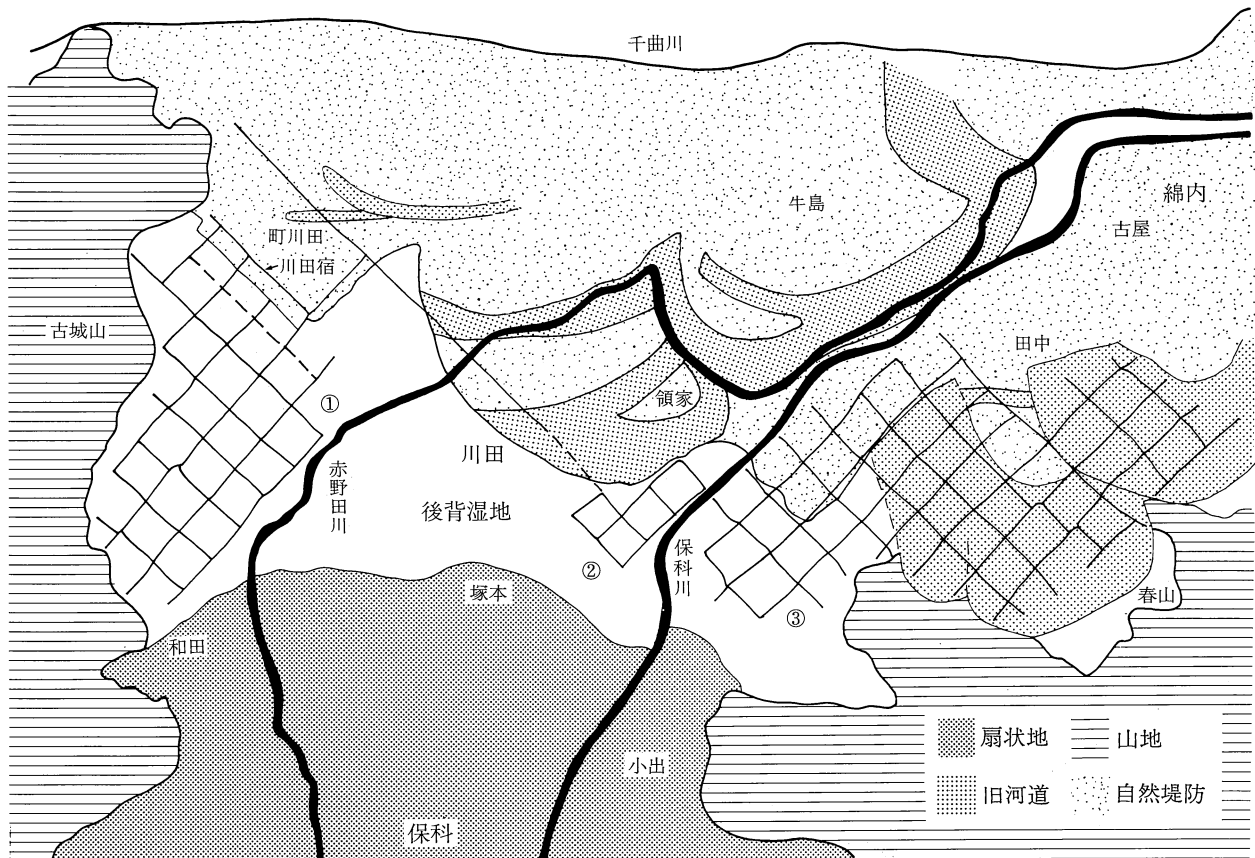 千曲川
綿内
牛島
古屋
町川田
川田宿
古城山
田中
領家
①
川田
赤野田川
後背湿地
保科川
②
塚本
春山
③
和田
扇状地
山地
小出
旧河道
自然堤防
保科